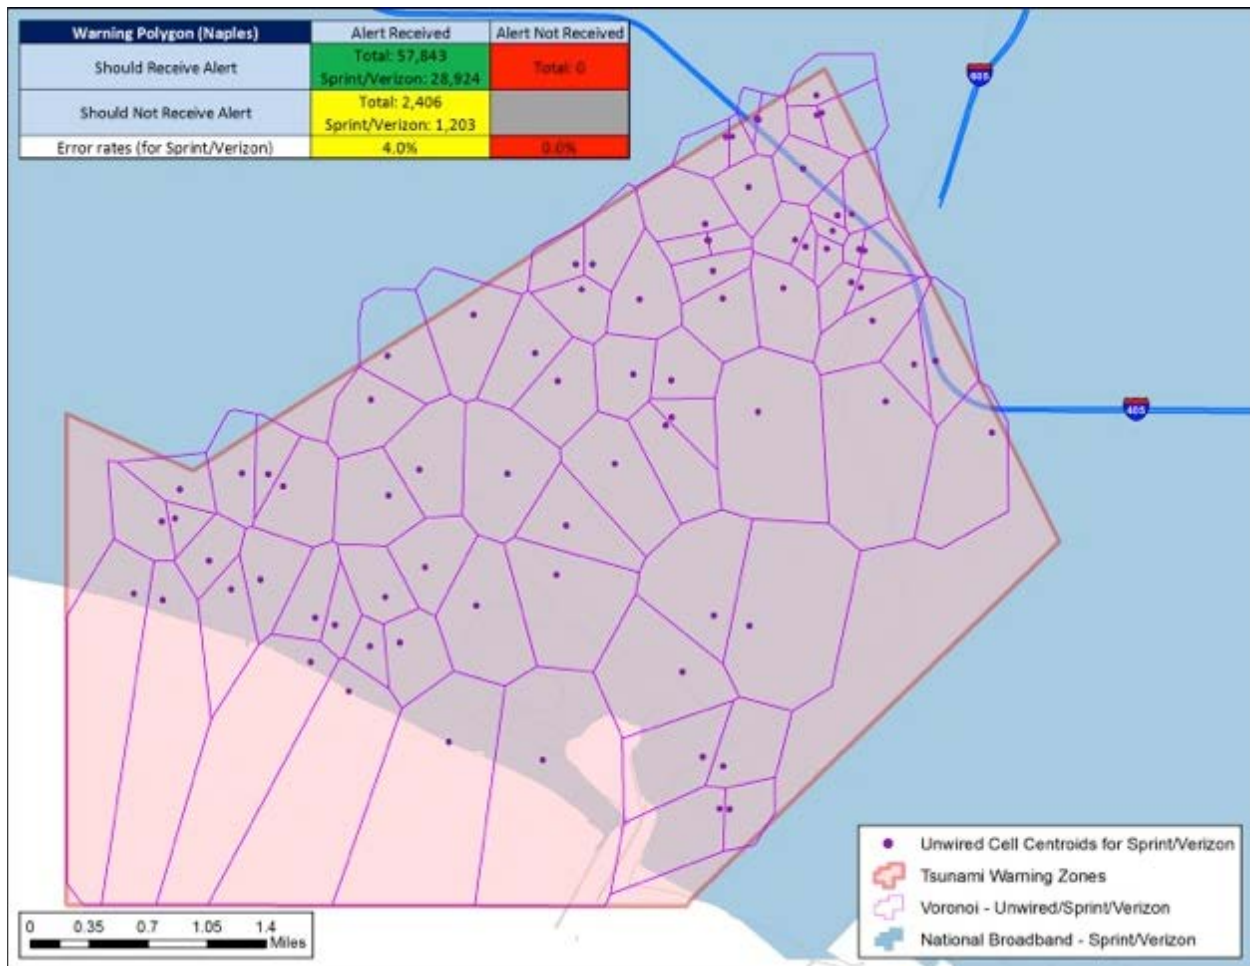 Warning Polygon (Naples) Alert Received Alert Not Received
Should Receive Alert
Total: 57,843
Sprint/Verizon: 28,924
Total: 0
Should Not Receive Alert
Total: 2,406
Sprint/Verizon: 1,203
Error rates (for Sprint/Verizon) 4.0% 0.0%
605
405
Unwired Cell Centroids for Sprint/Verizon
Tsunami Warning Zones
Voronoi - Unwired/Sprint/Verizon
National Broadband - Sprint/Verizon
0 0.35 0.7 1.05 1.4
Miles